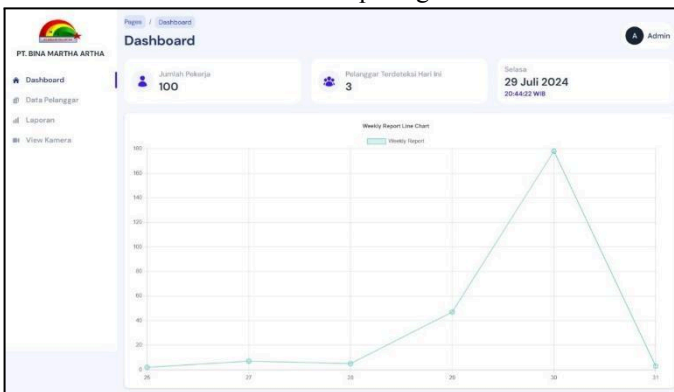 Pages / Dashboard
Dashboard
A Admin
PT. BINA MARTHA ARTHA
Dashboard
Data Pelanggar
Laporan
View Kamera
Jumlah Pekerja
100
Pelanggar Terdeteksi Hari Ini
3
Selasa
29 Juli 2024
20:44:22 WIB
Weekly Report Line Chart
Weekly Report
180
160
140
120
100
80
60
40
20
0
26 27 28 29 30 31